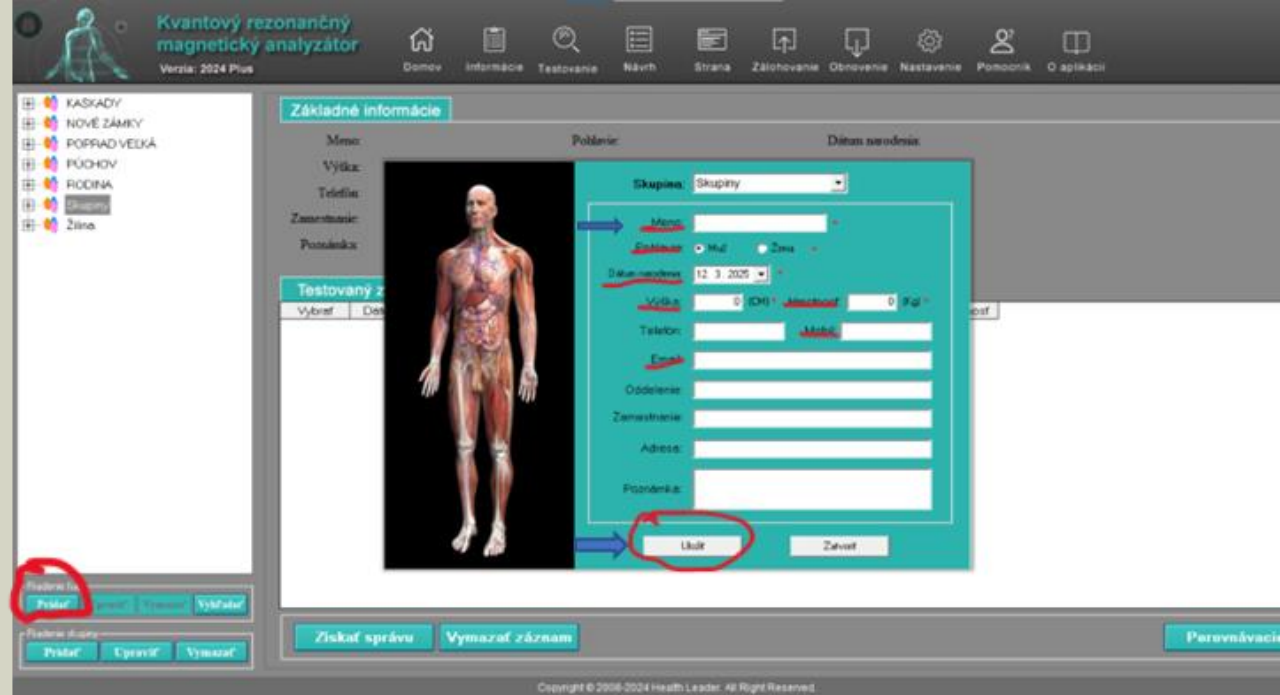 Kvantový rezonančný
magnetický analyzátor
Verzia: 2024 Plus
Domov Informácie Testovanie Návrh Strana Zálohovanie Obnovenie Nastavenie Pomocník O aplikácii
KASKADY
NOVÉ ZÁMKY
POPRAD VEĽKÁ
PÚCHOV
RODINA
Skupiny
Žilina
Základné informácie
Meno: Pohlavie: Dátum narodenia:
Výška:
Telefón:
Zamestnanie:
Poznámka:
Testovaný z
Vybrať
Skupina: Skupiny
Meno: *
Pohlavie: Muž Žena *
Dátum narodenia: 12. 3. 2025 *
Výška: 0 (CM) * Hmotnosť 0 (Kg) *
Telefón: Mobil:
Email:
Oddelenie:
Zamestnanie:
Adresa:
Poznámka:
Uložiť Zatvoriť
Pridať Vymazať Vyhľadať
Riadenie skupiny
Pridať Upraviť Vymazať
Získať správu Vymazať záznam
Copyright © 2008-2024 Health Leader. All Right Reserved.